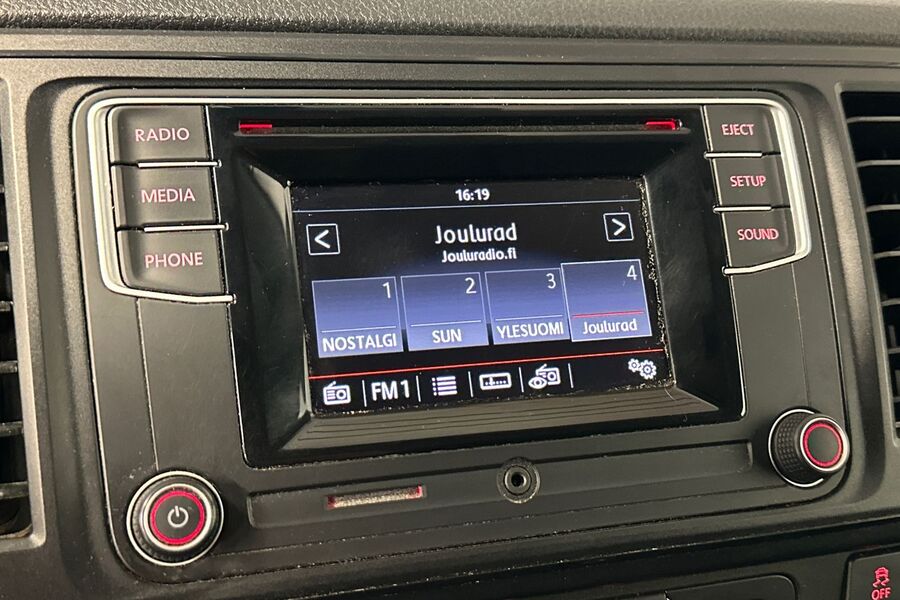 RADIO
MEDIA
PHONE
EJECT
SETUP
SOUND
16:19
<
Joulurad
>
Jouluradio.fi
1
2
3
4
NOSTALGI
SUN
YLESUOMI
Joulurad
FM1
OFF